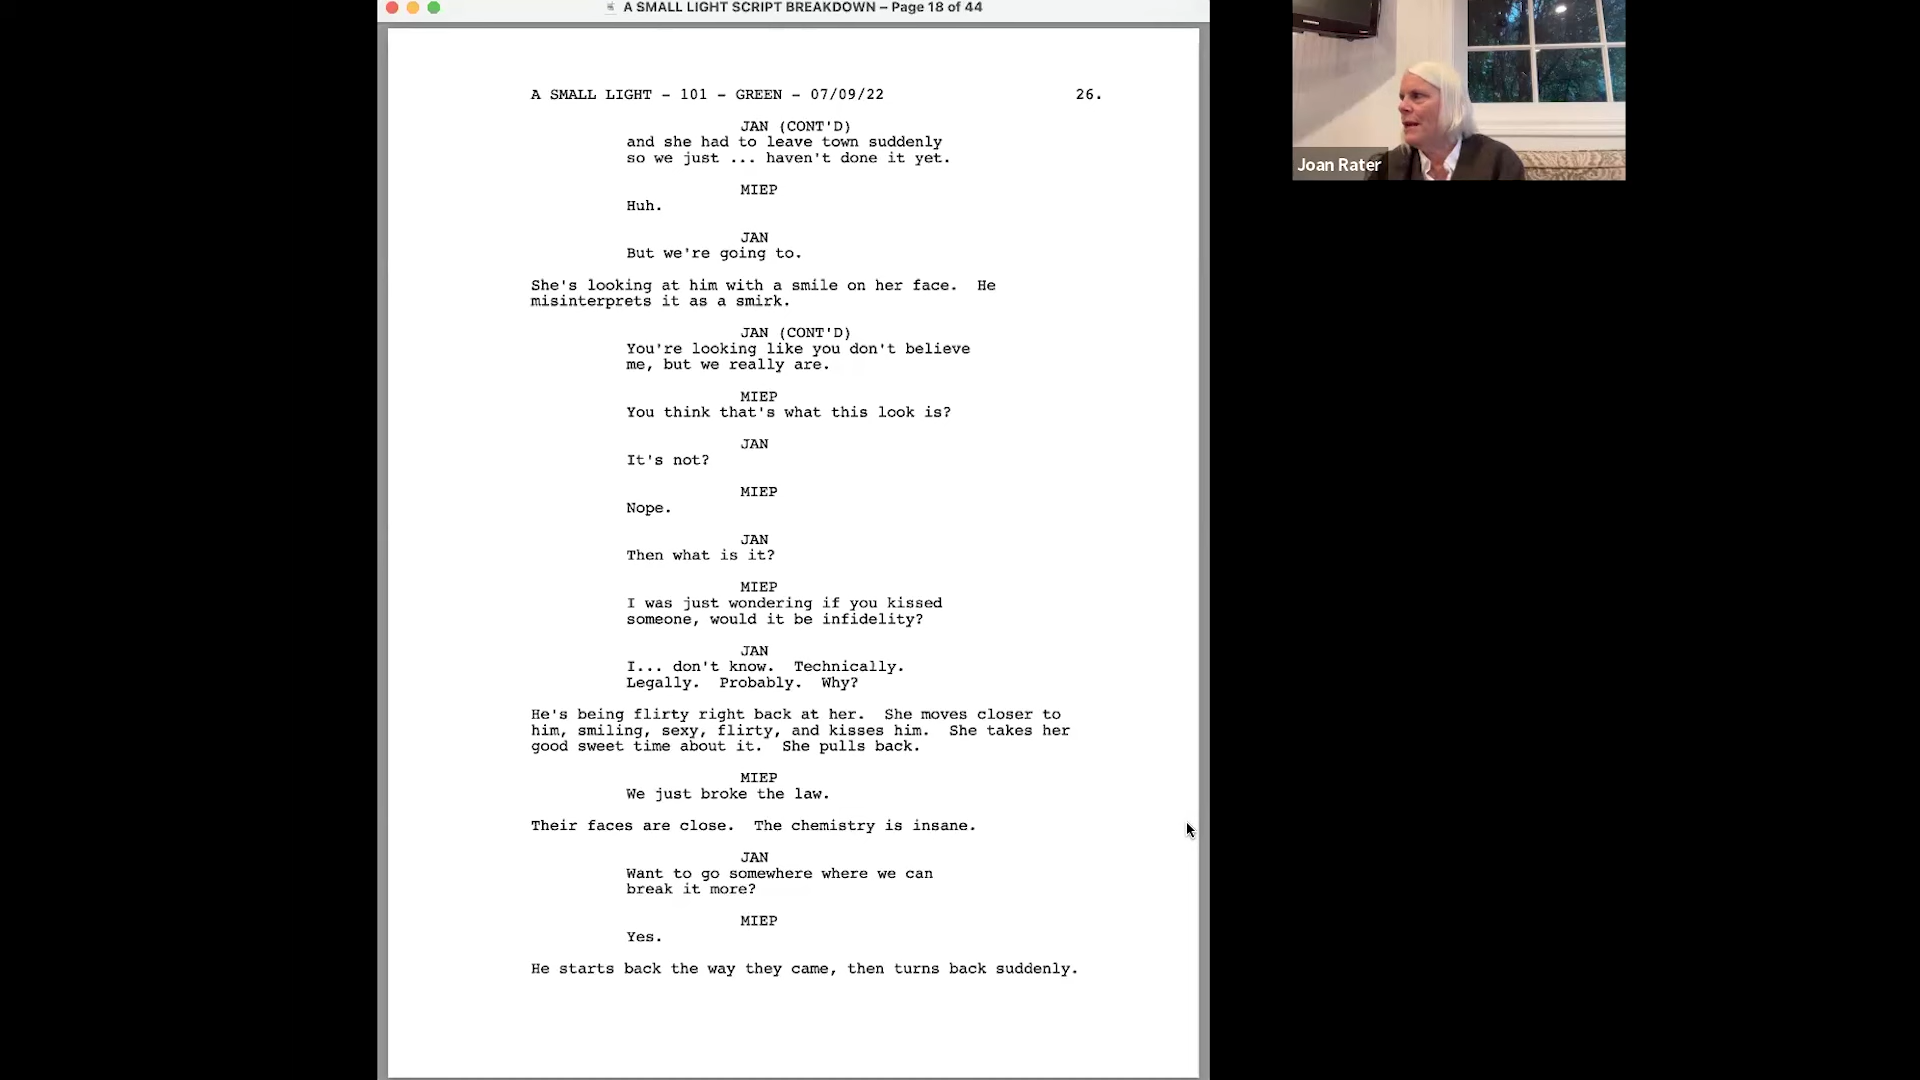 A SMALL LIGHT SCRIPT BREAKDOWN – Page 18 of 44
A SMALL LIGHT - 101 - GREEN - 07/09/22 26.
JAN (CONT'D)
and she had to leave town suddenly
so we just ... haven't done it yet.
MIEP
Huh.
JAN
But we're going to.
She's looking at him with a smile on her face.  He
misinterprets it as a smirk.
JAN (CONT'D)
You're looking like you don't believe
me, but we really are.
MIEP
You think that's what this look is?
JAN
It's not?
MIEP
Nope.
JAN
Then what is it?
MIEP
I was just wondering if you kissed
someone, would it be infidelity?
JAN
I... don't know.  Technically.
Legally.  Probably.  Why?
He's being flirty right back at her.  She moves closer to
him, smiling, sexy, flirty, and kisses him.  She takes her
good sweet time about it.  She pulls back.
MIEP
We just broke the law.
Their faces are close.  The chemistry is insane.
JAN
Want to go somewhere where we can
break it more?
MIEP
Yes.
He starts back the way they came, then turns back suddenly.
Joan Rater